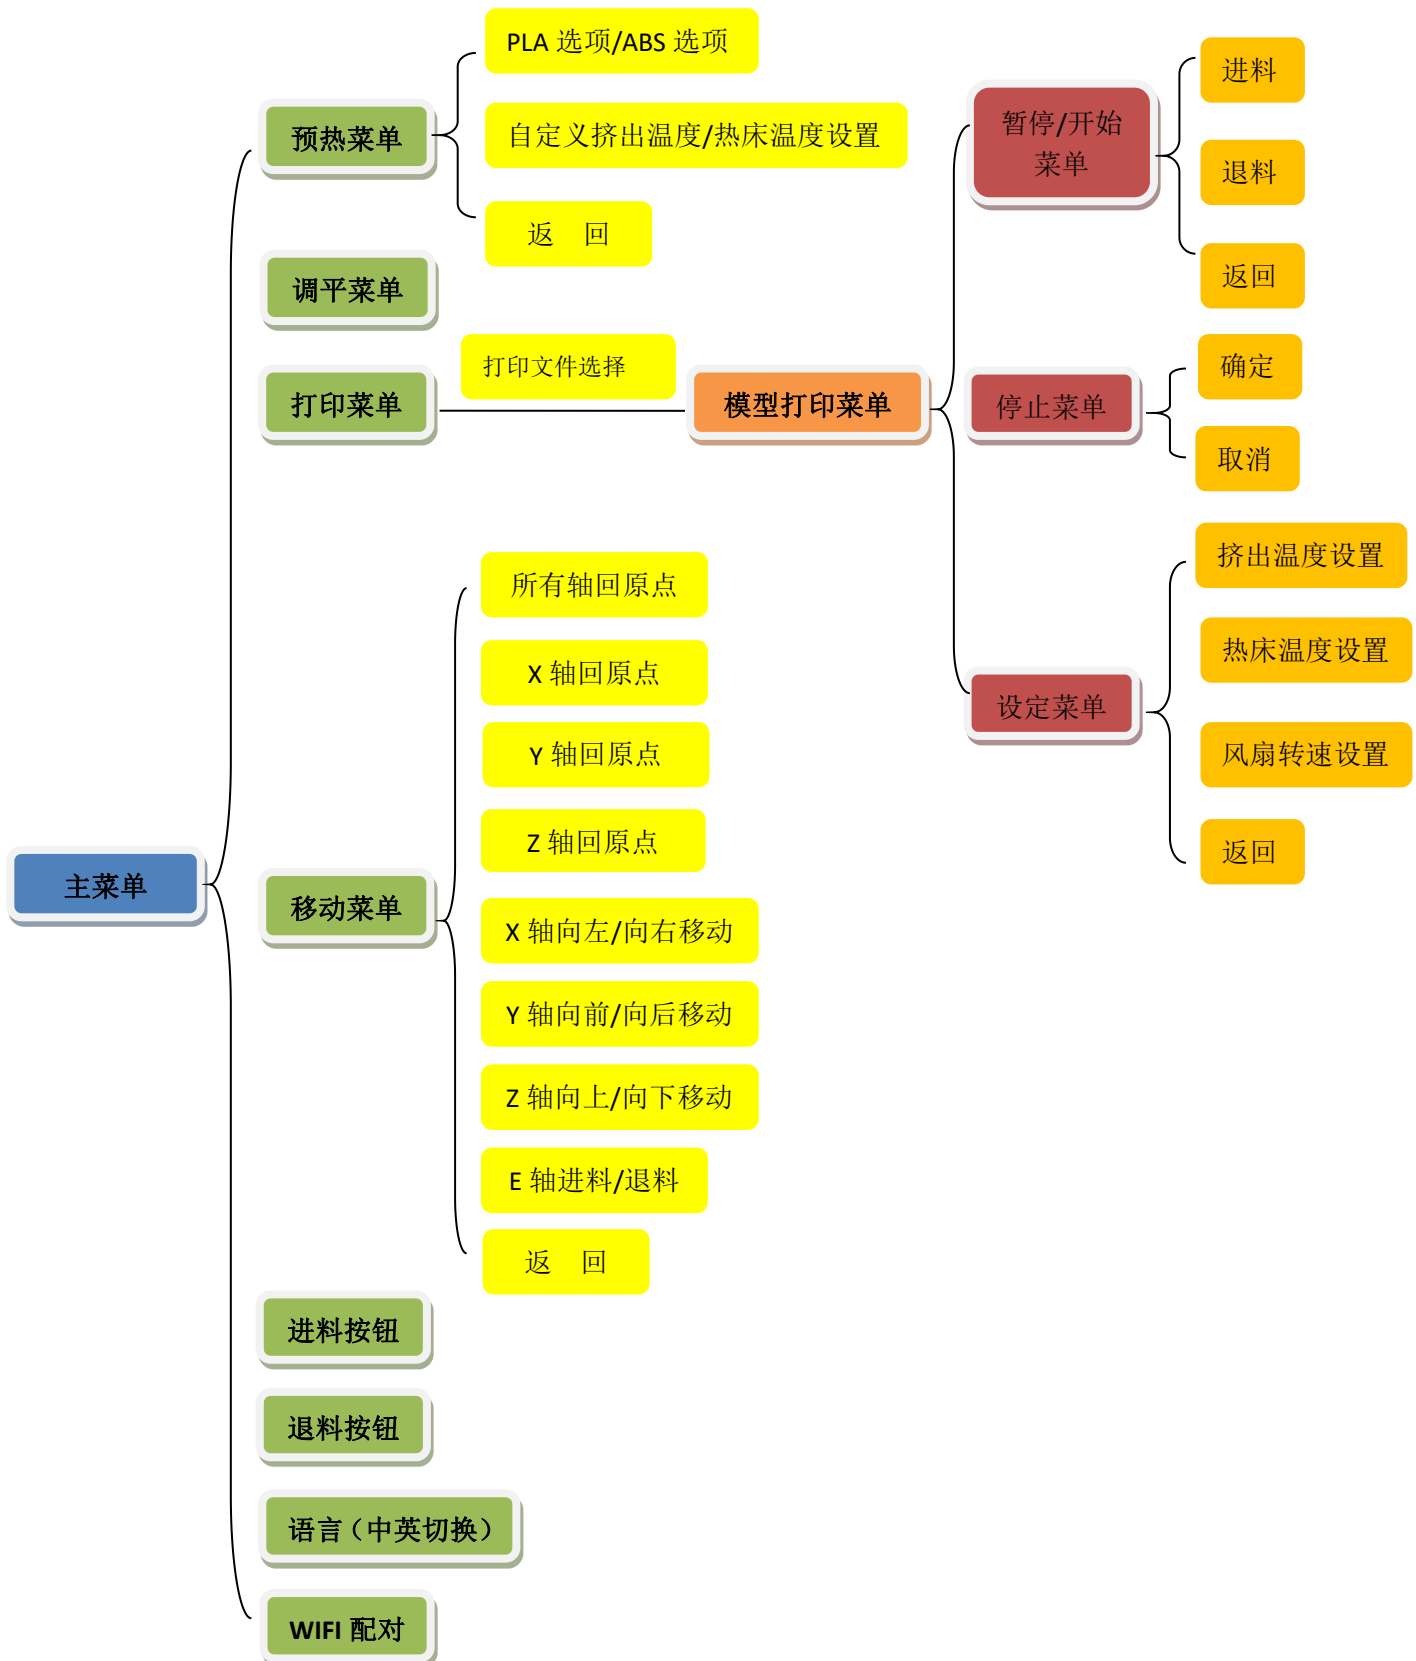 主菜单
预热菜单
PLA 选项/ABS 选项
自定义挤出温度/热床温度设置
返 回
调平菜单
打印菜单
打印文件选择
模型打印菜单
暂停/开始
菜单
进料
退料
返回
停止菜单
确定
取消
设定菜单
挤出温度设置
热床温度设置
风扇转速设置
返回
移动菜单
所有轴回原点
X 轴回原点
Y 轴回原点
Z 轴回原点
X 轴向左/向右移动
Y 轴向前/向后移动
Z 轴向上/向下移动
E 轴进料/退料
返 回
进料按钮
退料按钮
语言（中英切换）
WIFI 配对